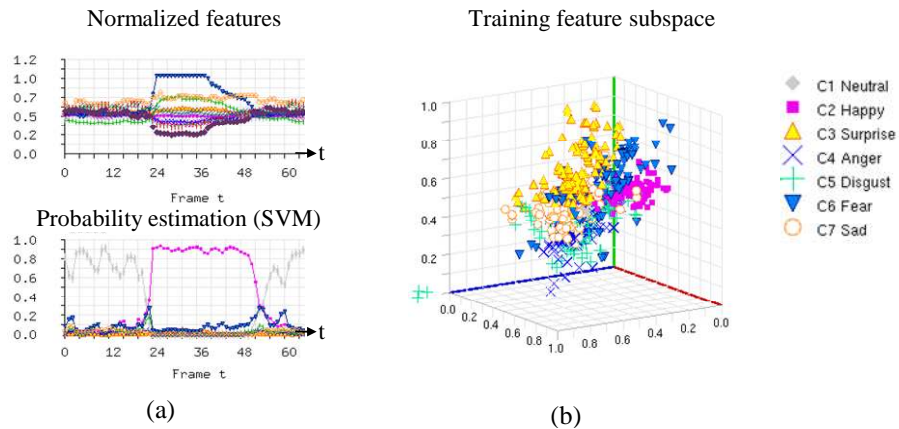 Normalized features
Training feature subspace
1.2
1.0
0.8
0.5
0.2
0.0
t
0 12 24 36 48 60
Frame t
Probability estimation (SVM)
1.0
0.8
0.6
0.4
0.2
0.0
t
0 12 24 36 48 60
Frame t
(a)
1.0
0.8
0.6
0.4
0.2
0.0 0.2 0.4 0.6 0.8 1.0
0.8 0.6 0.4 0.2 0.0
C1 Neutral
C2 Happy
C3 Surprise
C4 Anger
C5 Disgust
C6 Fear
C7 Sad
(b)